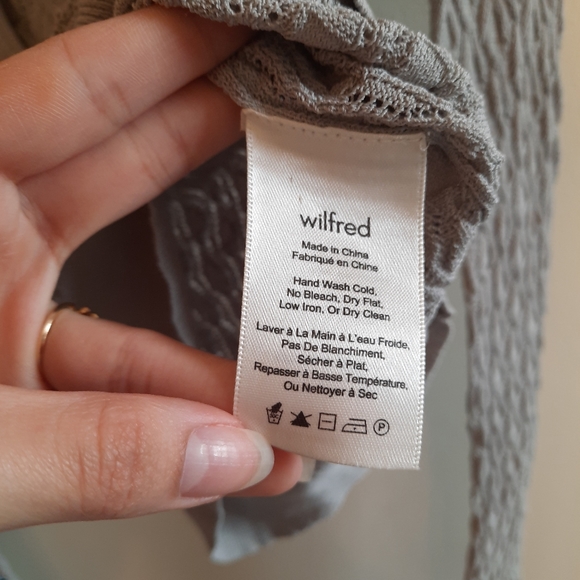 wilfred
Made in China
Fabriqué en Chine
Hand Wash Cold,
No Bleach, Dry Flat,
Low Iron, Or Dry Clean
Laver à La Main à L'eau Froide,
Pas De Blanchiment,
Sécher à Plat,
Repasser à Basse Température,
Ou Nettoyer à Sec
P